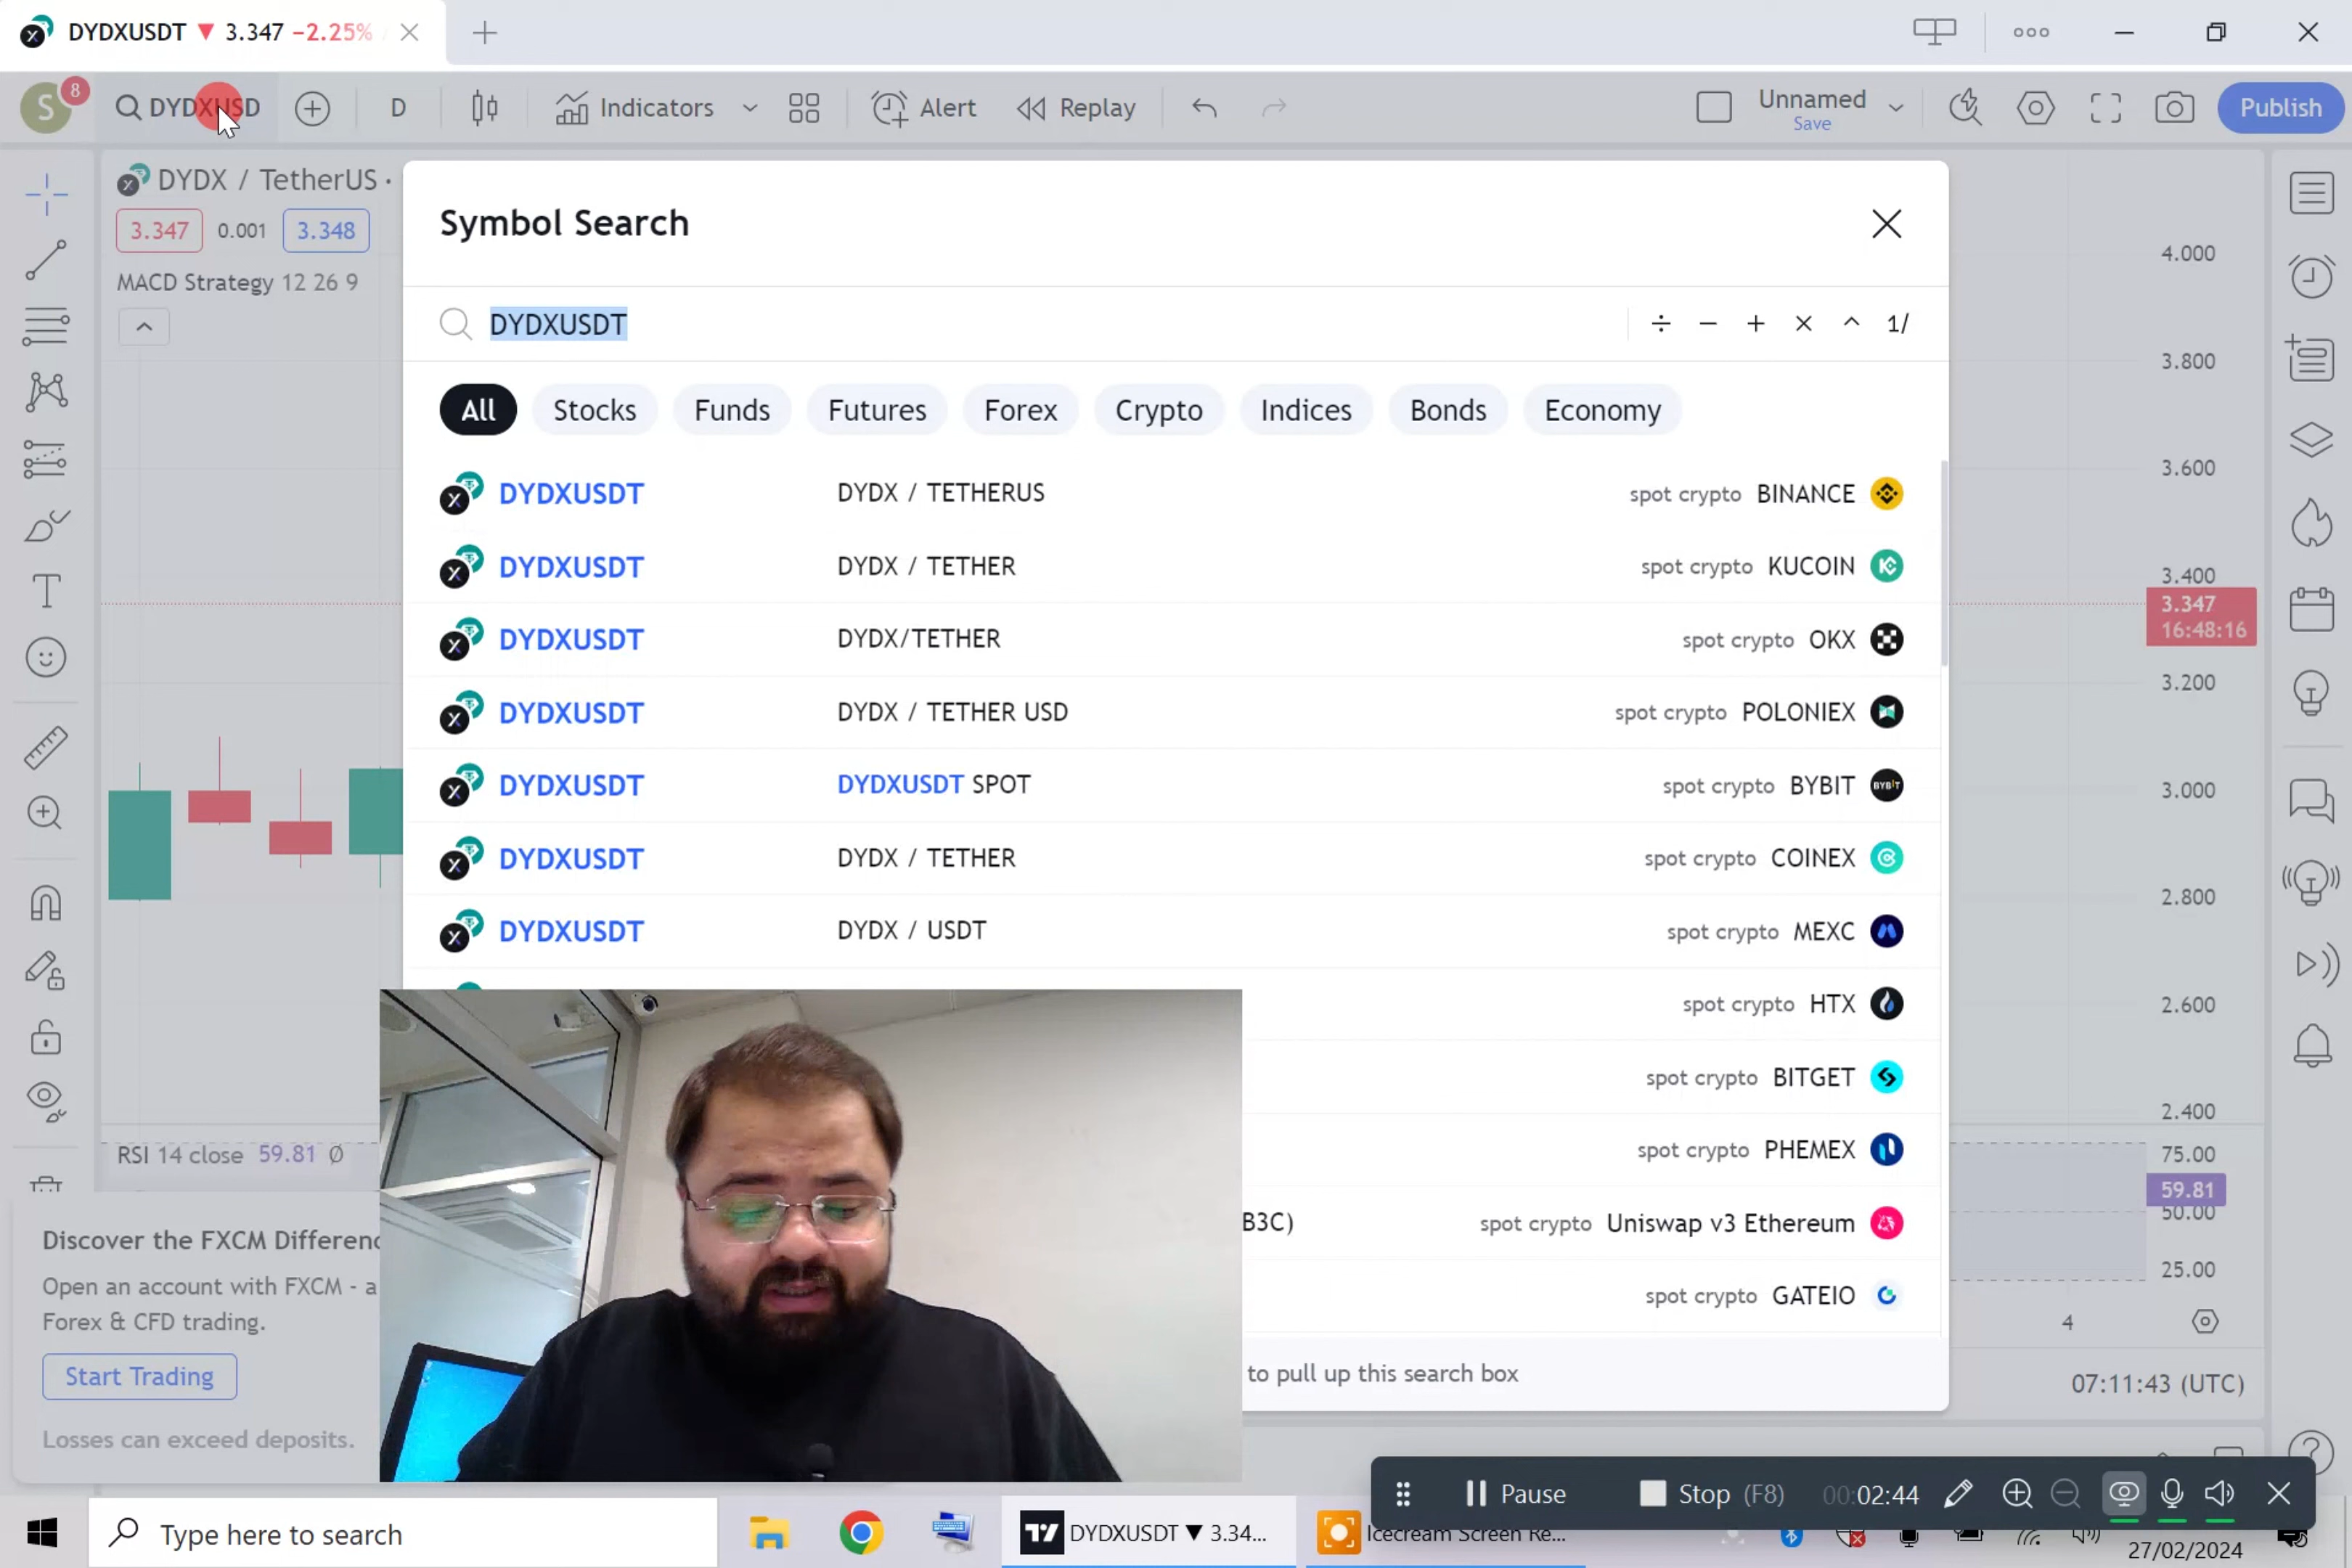 DYDXUSDT ▼ 3.347 −2.25%
S 8 DYDXUSD D Indicators Alert Replay Unnamed Save Publish
DYDX / TetherUS ·
3.347 0.001 3.348
MACD Strategy 12 26 9
Symbol Search
DYDXUSDT ÷ − + × ^ 1/
All Stocks Funds Futures Forex Crypto Indices Bonds Economy
DYDXUSDT DYDX / TETHERUS spot crypto BINANCE
DYDXUSDT DYDX / TETHER spot crypto KUCOIN
DYDXUSDT DYDX/TETHER spot crypto OKX
DYDXUSDT DYDX / TETHER USD spot crypto POLONIEX
DYDXUSDT DYDXUSDT SPOT spot crypto BYBIT
DYDXUSDT DYDX / TETHER spot crypto COINEX
DYDXUSDT DYDX / USDT spot crypto MEXC
spot crypto HTX
spot crypto BITGET
spot crypto PHEMEX
B3C) spot crypto Uniswap v3 Ethereum
spot crypto GATEIO
to pull up this search box
4.000
3.800
3.600
3.400
3.347
16:48:16
3.200
3.000
2.800
2.600
2.400
75.00
59.81
50.00
25.00
4
07:11:43 (UTC)
RSI 14 close 59.81 Ø
Discover the FXCM Differenc
Open an account with FXCM - a
Forex & CFD trading.
Start Trading
Losses can exceed deposits.
Pause Stop (F8) 00:02:44
Type here to search
DYDXUSDT ▼ 3.34...
Icecream Screen Re...
27/02/2024